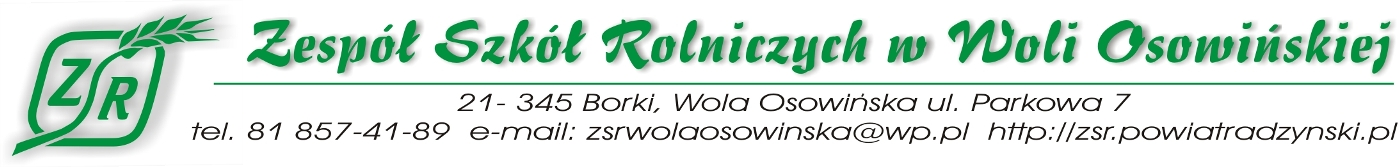 ZR
Zespół Szkół Rolniczych w Woli Osowińskiej
21- 345 Borki, Wola Osowińska ul. Parkowa 7
tel. 81 857-41-89 e-mail: zsrwolaosowinska@wp.pl http://zsr.powiatradzynski.pl